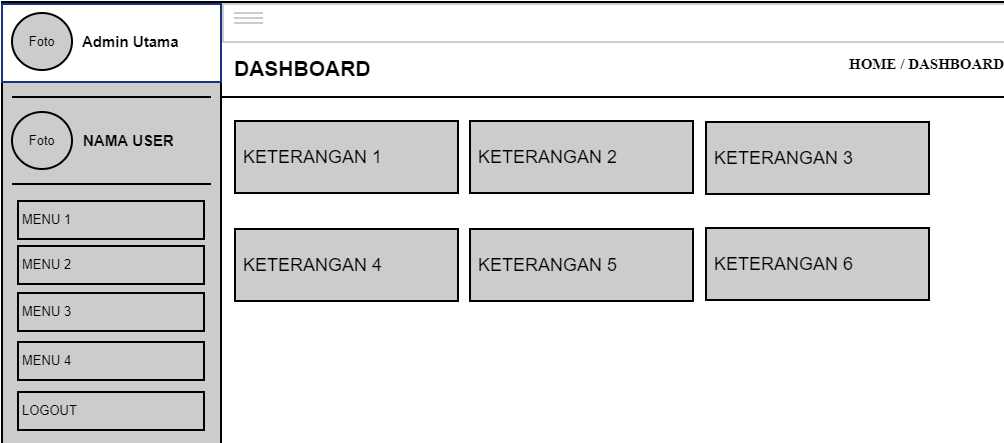 Foto
Admin Utama
Foto
NAMA USER
MENU 1
MENU 2
MENU 3
MENU 4
LOGOUT
DASHBOARD
HOME / DASHBOARD
KETERANGAN 1
KETERANGAN 2
KETERANGAN 3
KETERANGAN 4
KETERANGAN 5
KETERANGAN 6